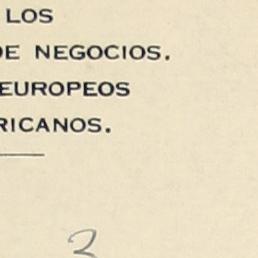 LOS
DE NEGOCIOS.
EUROPEOS
RICANOS.
3